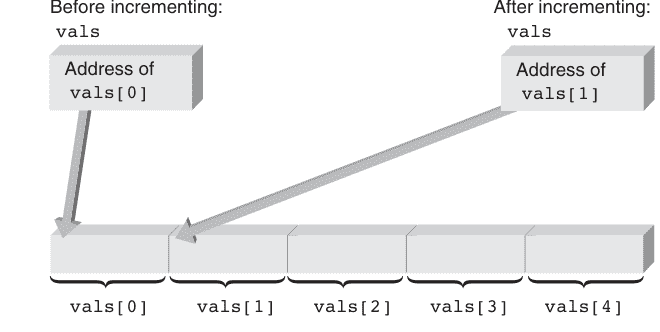 Before incrementing:
vals
Address of
vals[0]
After incrementing:
vals
Address of
vals[1]
vals[0]
vals[1]
vals[2]
vals[3]
vals[4]